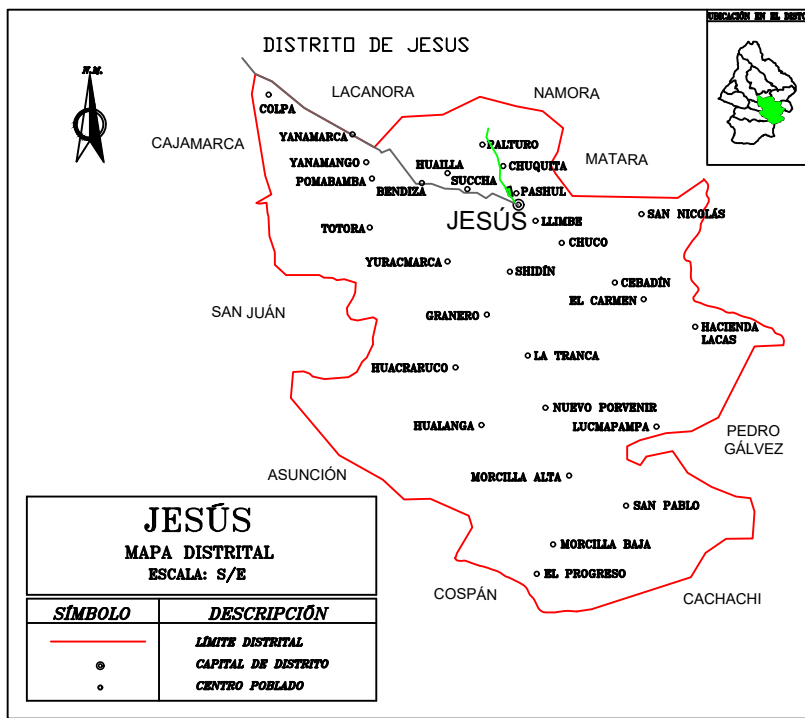 UBICACIÓN EN EL DISTO
DISTRITO DE JESUS
N.M.
LACANORA
NAMORA
COLPA
CAJAMARCA
YANAMARCA
PALTURO
MATARA
YANAMANGO
HUAILLA
CHUQUITA
POMABAMBA
BENDIZA
SUCCHA
PASHUL
JESÚS
LLIMBE
SAN NICOLÁS
TOTORA
CHUCO
YURACMARCA
SHIDÍN
CEBADÍN
EL CARMEN
SAN JUÁN
GRANERO
HACIENDA
LACAS
LA TRANCA
HUACRARUCO
NUEVO PORVENIR
HUALANGA
LUCMAPAMPA
PEDRO
GÁLVEZ
ASUNCIÓN
MORCILLA ALTA
SAN PABLO
MORCILLA BAJA
EL PROGRESO
COSPÁN
CACHACHI
JESÚS
MAPA DISTRITAL
ESCALA: S/E
SÍMBOLO
DESCRIPCIÓN
LÍMITE DISTRITAL
CAPITAL DE DISTRITO
CENTRO POBLADO